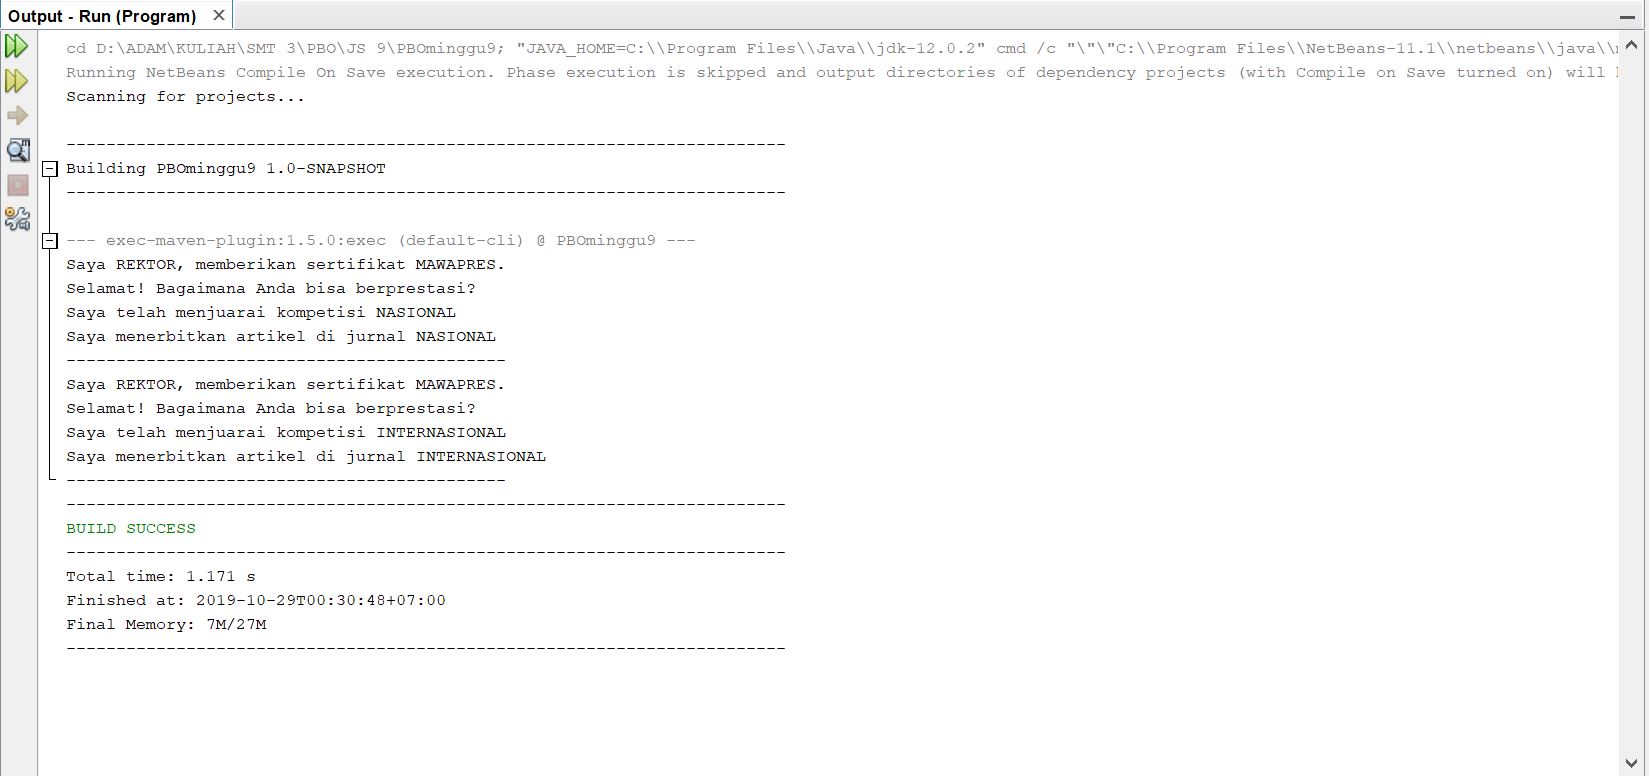 Output - Run (Program)
cd D:\ADAM\KULIAH\SMT 3\PBO\JS 9\PBOminggu9; "JAVA_HOME=C:\\Program Files\\Java\\jdk-12.0.2" cmd /c "\"\"C:\\Program Files\\NetBeans-11.1\\netbeans\\java\\
Running NetBeans Compile On Save execution. Phase execution is skipped and output directories of dependency projects (with Compile on Save turned on) will
Scanning for projects...
------------------------------------------------------------------------
Building PBOminggu9 1.0-SNAPSHOT
------------------------------------------------------------------------
--- exec-maven-plugin:1.5.0:exec (default-cli) @ PBOminggu9 ---
Saya REKTOR, memberikan sertifikat MAWAPRES.
Selamat! Bagaimana Anda bisa berprestasi?
Saya telah menjuarai kompetisi NASIONAL
Saya menerbitkan artikel di jurnal NASIONAL
--------------------------------------------
Saya REKTOR, memberikan sertifikat MAWAPRES.
Selamat! Bagaimana Anda bisa berprestasi?
Saya telah menjuarai kompetisi INTERNASIONAL
Saya menerbitkan artikel di jurnal INTERNASIONAL
--------------------------------------------
------------------------------------------------------------------------
BUILD SUCCESS
------------------------------------------------------------------------
Total time: 1.171 s
Finished at: 2019-10-29T00:30:48+07:00
Final Memory: 7M/27M
------------------------------------------------------------------------